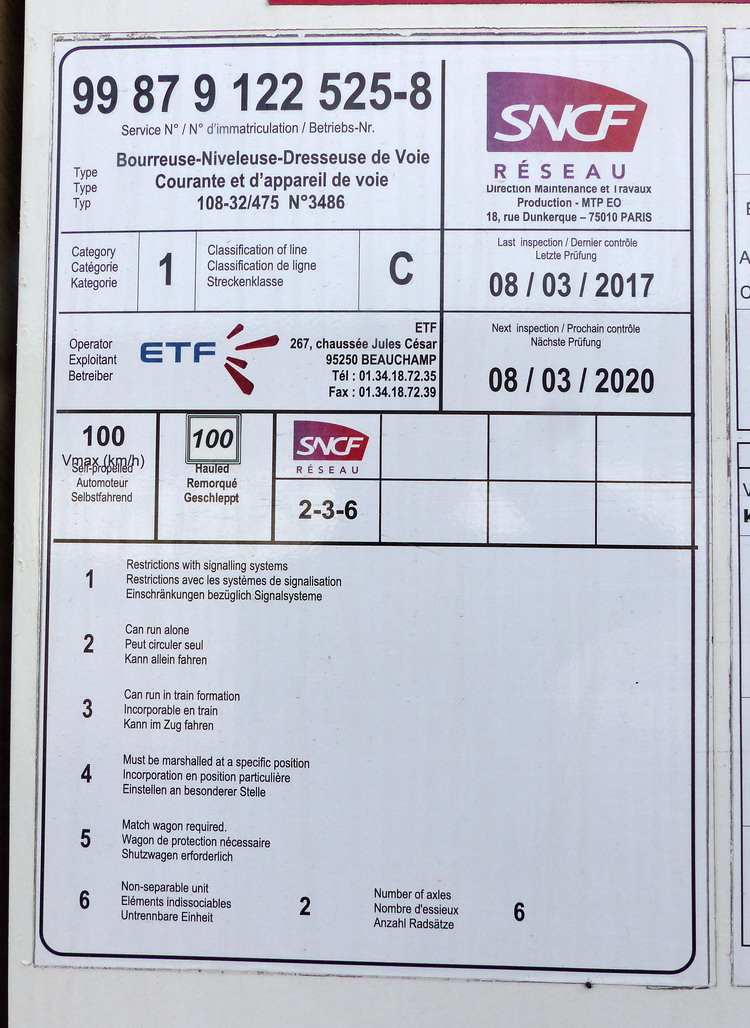 99 87 9 122 525-8
Service N° / N° d'immatriculation / Betriebs-Nr.
Type
Type
Typ
Bourreuse-Niveleuse-Dresseuse de Voie
Courante et d'appareil de voie
108-32/475 N°3486
SNCF
RÉSEAU
Direction Maintenance et Travaux
Production - MTP EO
18, rue Dunkerque – 75010 PARIS
Category
Catégorie
Kategorie
1
Classification of line
Classification de ligne
Streckenklasse
C
Last inspection / Dernier contrôle
Letzte Prüfung
08 / 03 / 2017
Operator
Exploitant
Betreiber
ETF
ETF
267, chaussée Jules César
95250 BEAUCHAMP
Tél : 01.34.18.72.35
Fax : 01.34.18.72.39
Next inspection / Prochain contrôle
Nächste Prüfung
08 / 03 / 2020
100
Vmax (km/h)
Self-propelled
Automoteur
Selbstfahrend
100
Hauled
Remorqué
Geschleppt
SNCF
RÉSEAU
2-3-6
1
Restrictions with signalling systems
Restrictions avec les systèmes de signalisation
Einschränkungen bezüglich Signalsysteme
2
Can run alone
Peut circuler seul
Kann allein fahren
3
Can run in train formation
Incorporable en train
Kann im Zug fahren
4
Must be marshalled at a specific position
Incorporation en position particulière
Einstellen an besonderer Stelle
5
Match wagon required.
Wagon de protection nécessaire
Shutzwagen erforderlich
6
Non-separable unit
Eléments indissociables
Untrennbare Einheit
2
Number of axles
Nombre d'essieux
Anzahl Radsätze
6